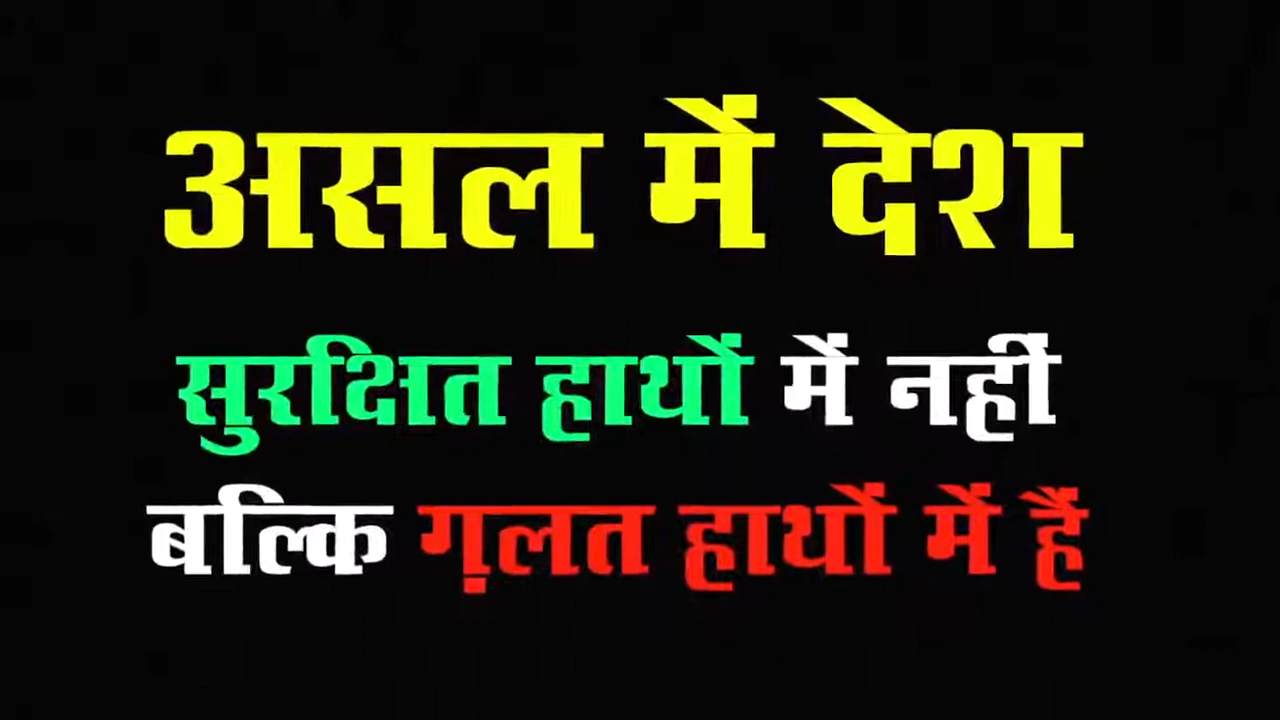 असल में देश
सुरक्षित हाथों में नहीं
बल्कि ग़लत हाथों में हैं